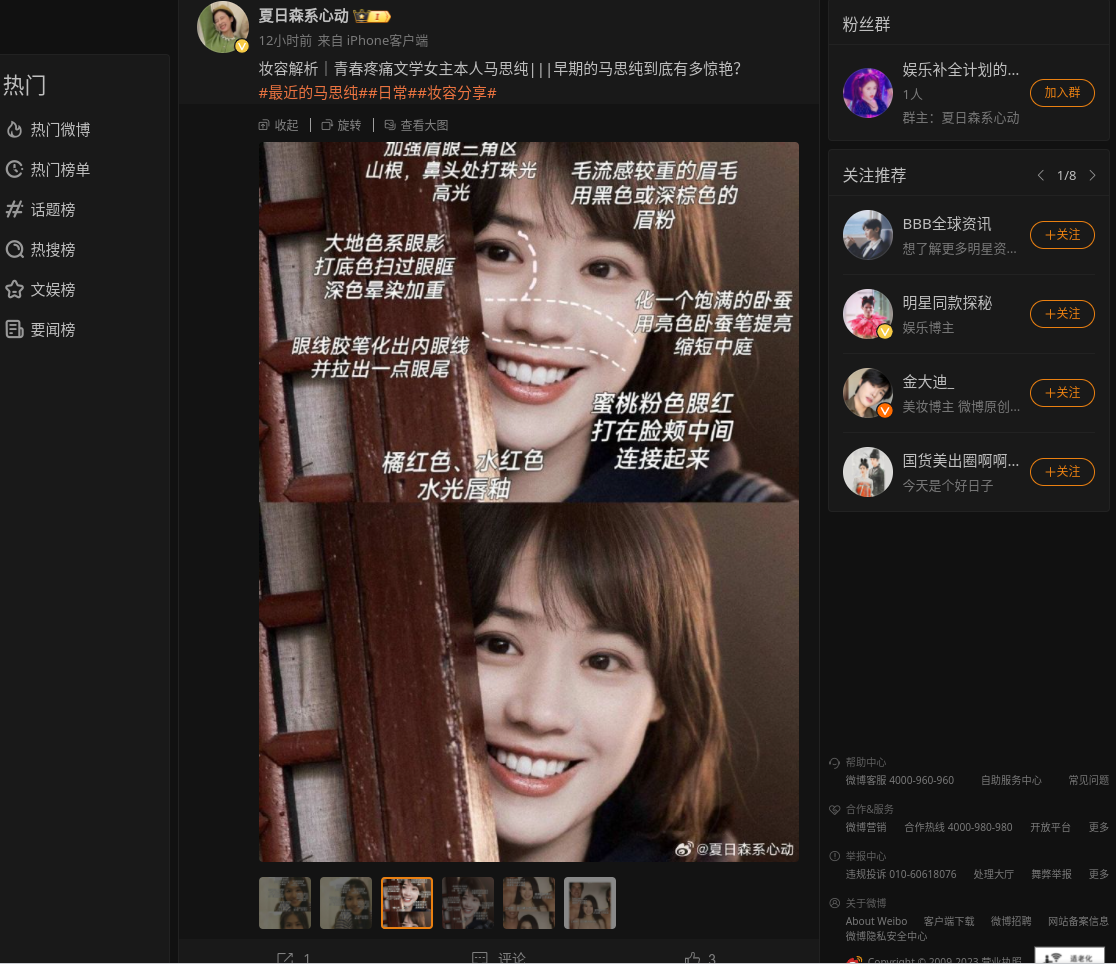 热门
热门微博
热门榜单
话题榜
热搜榜
文娱榜
要闻榜
夏日森系心动
12小时前 来自 iPhone客户端
妆容解析｜青春疼痛文学女主本人马思纯|||早期的马思纯到底有多惊艳？
#最近的马思纯##日常##妆容分享#
收起
旋转
查看大图
加强眉眼三角区
山根，鼻头处打珠光
高光
毛流感较重的眉毛
用黑色或深棕色的
眉粉
大地色系眼影
打底色扫过眼眶
深色晕染加重
化一个饱满的卧蚕
用亮色卧蚕笔提亮
缩短中庭
眼线胶笔化出内眼线
并拉出一点眼尾
蜜桃粉色腮红
打在脸颊中间
连接起来
橘红色、水红色
水光唇釉
@夏日森系心动
1
评论
3
粉丝群
娱乐补全计划的...
1人
群主：夏日森系心动
加入群
关注推荐
1/8
BBB全球资讯
想了解更多明星资...
+关注
明星同款探秘
娱乐博主
+关注
金大迪_
美妆博主 微博原创...
+关注
国货美出圈啊啊...
今天是个好日子
+关注
帮助中心
微博客服 4000-960-960 自助服务中心 常见问题
合作&服务
微博营销 合作热线 4000-980-980 开放平台 更多
举报中心
违规投诉 010-60618076 处理大厅 舞弊举报 更多
关于微博
About Weibo 客户端下载 微博招聘 网站备案信息
微博隐私安全中心
Copyright © 2009-2023 营业执照
适老化